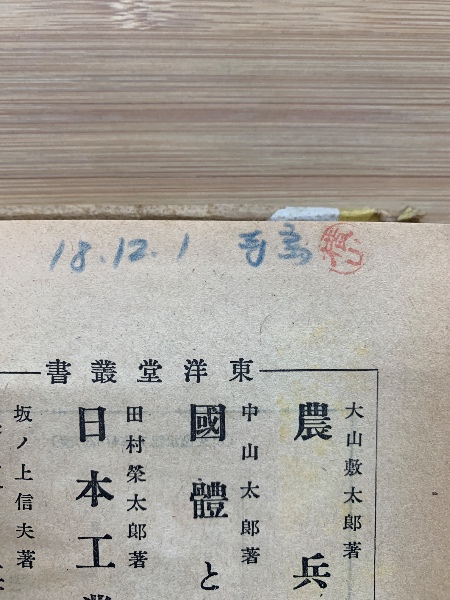 18.12.1
東洋堂叢書
大山敷太郎著
農兵
中山太郎著
國體と
田村榮太郎著
日本工業
坂ノ上信夫著